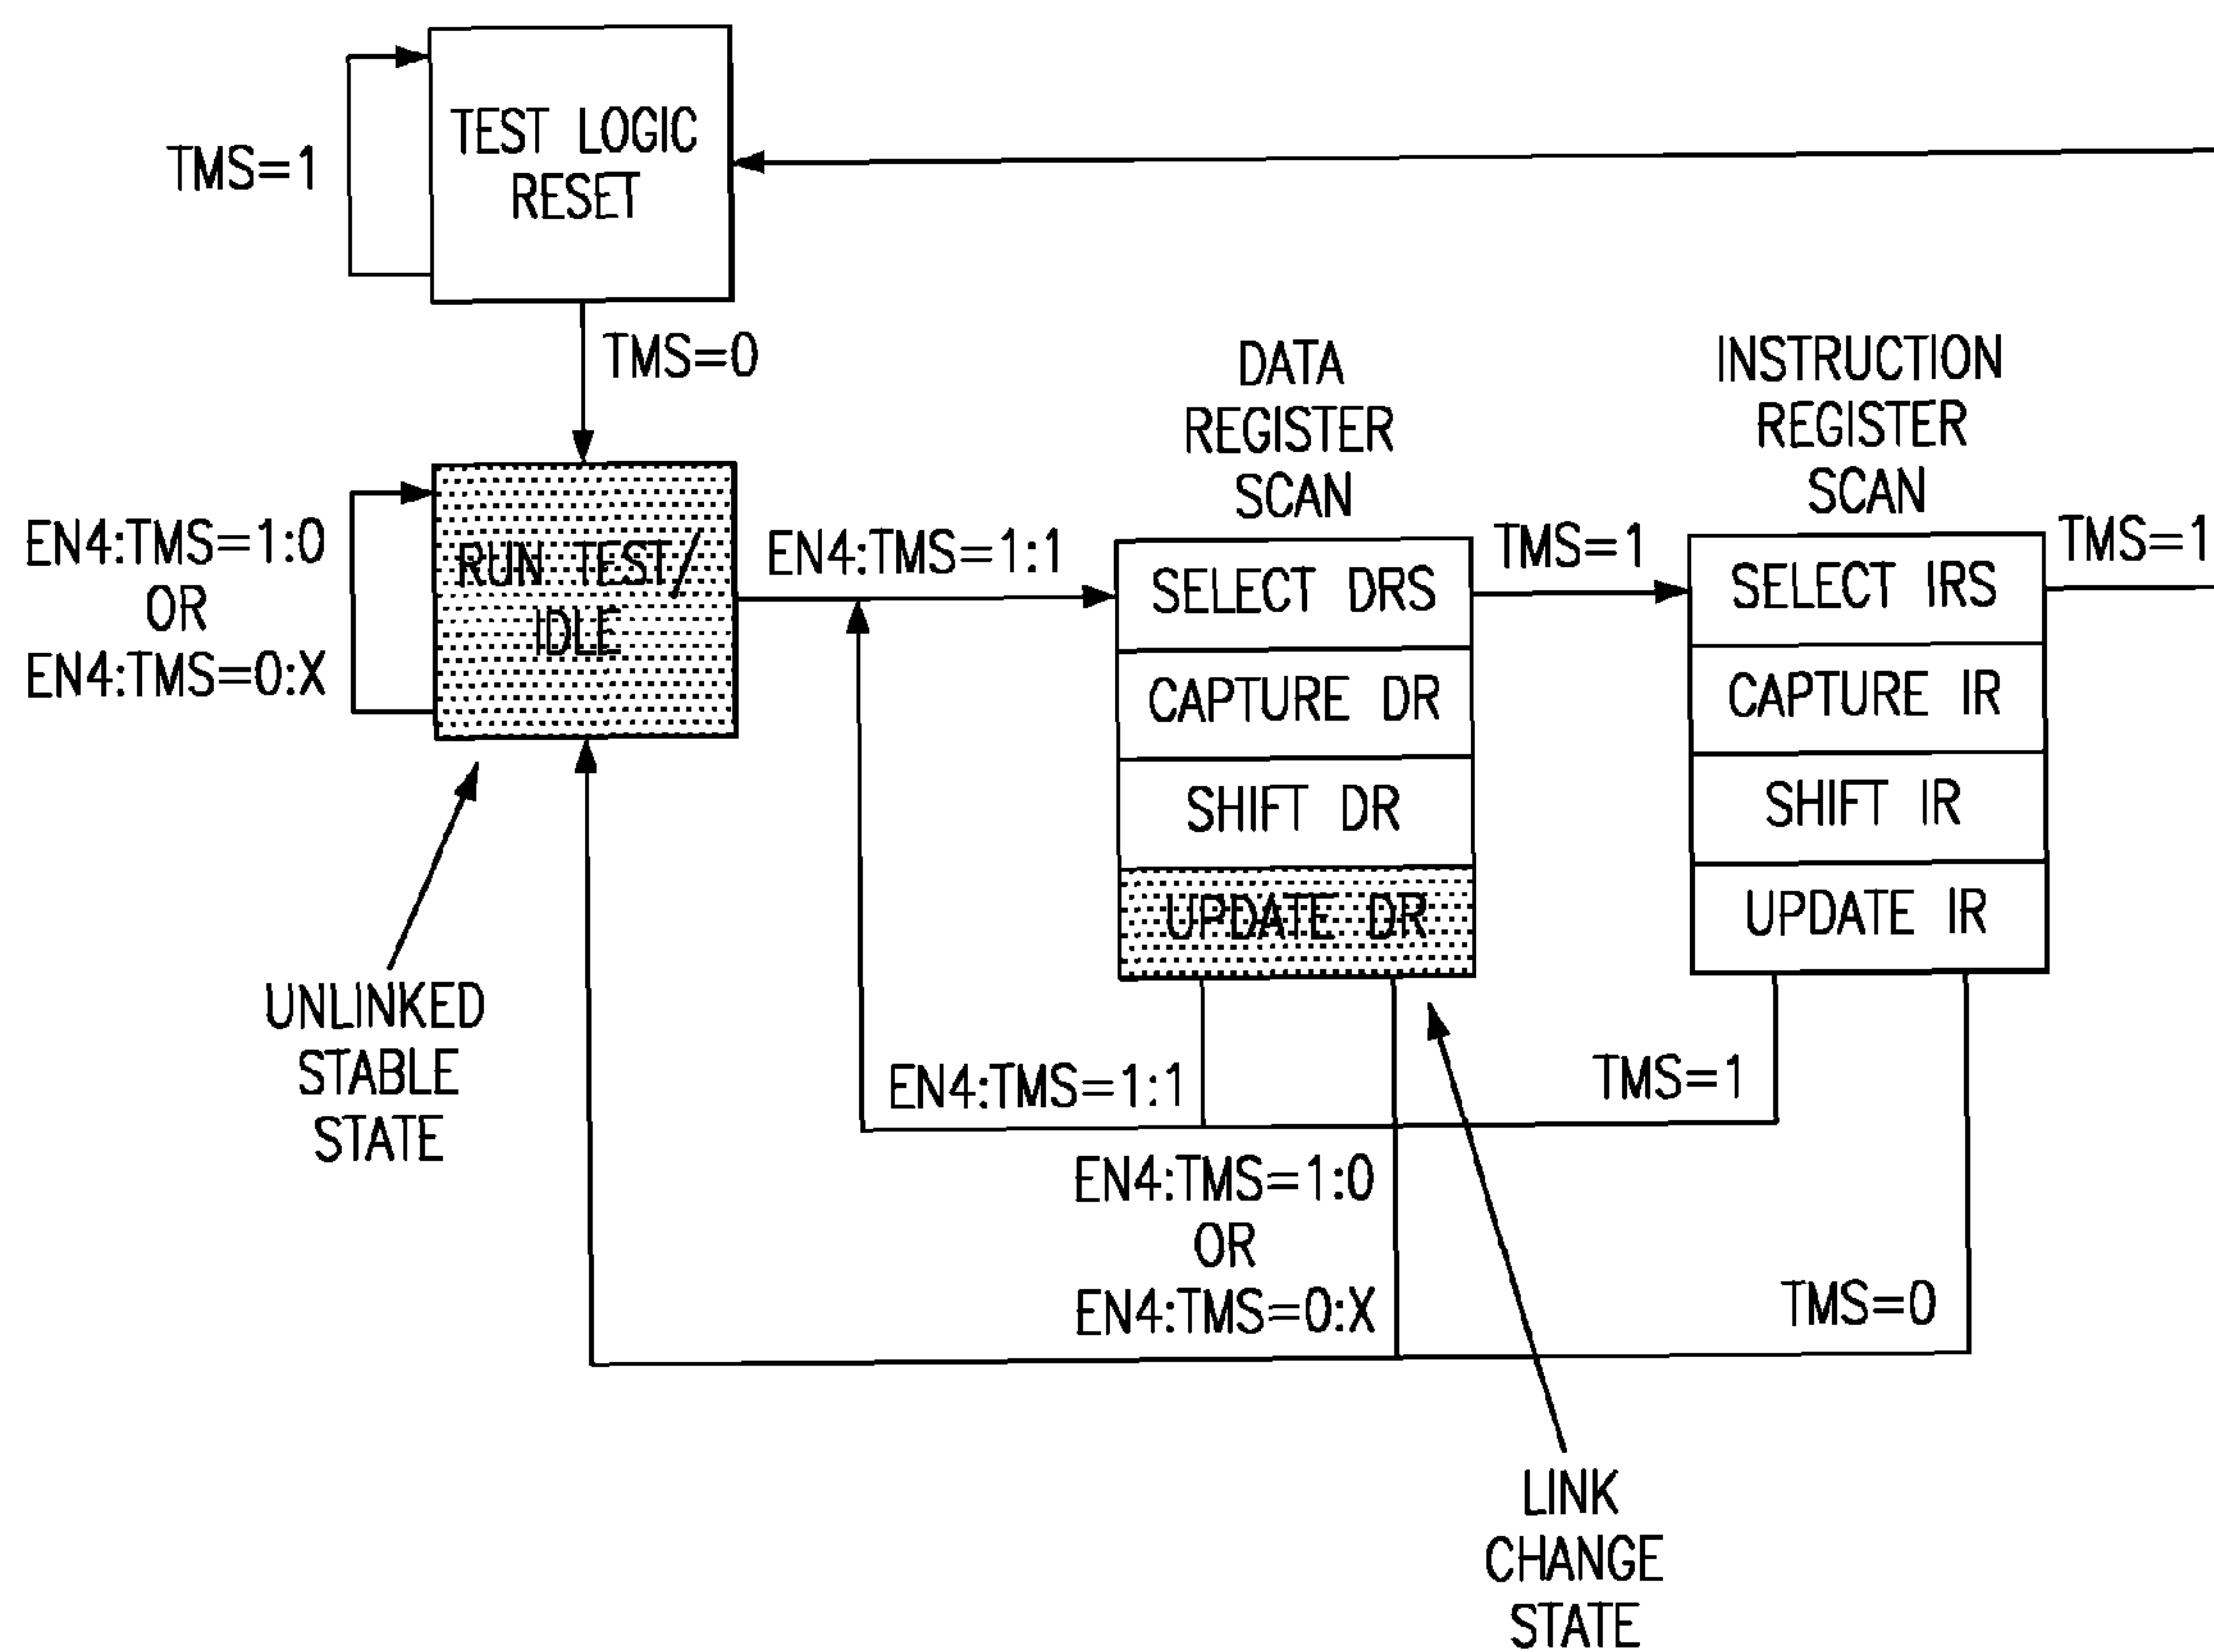 TMS=1
TEST LOGIC
RESET
TMS=0
EN4:TMS=1:0
OR
EN4:TMS=0:X
RUN TEST/
IDLE
UNLINKED
STABLE
STATE
EN4:TMS=1:1
DATA
REGISTER
SCAN
SELECT DRS
CAPTURE DR
SHIFT DR
UPDATE DR
TMS=1
INSTRUCTION
REGISTER
SCAN
SELECT IRS
CAPTURE IR
SHIFT IR
UPDATE IR
TMS=1
EN4:TMS=1:1
TMS=1
EN4:TMS=1:0
OR
EN4:TMS=0:X
TMS=0
LINK
CHANGE
STATE